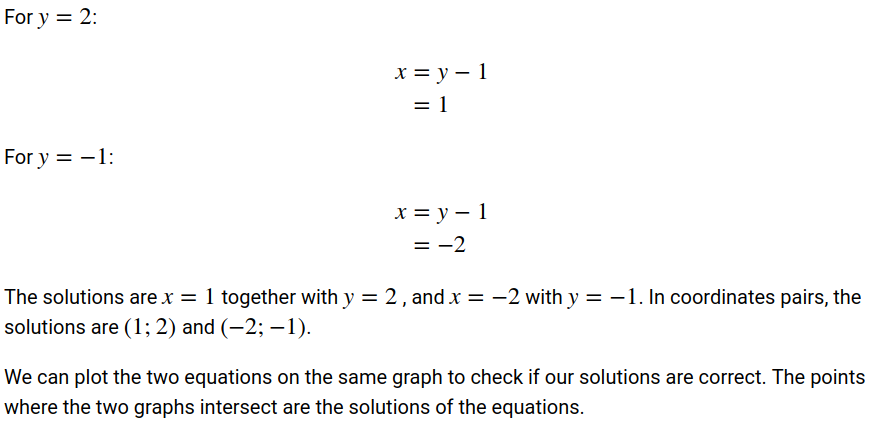 For y = 2:
x = y − 1
= 1
For y = −1:
x = y − 1
= −2
The solutions are x = 1 together with y = 2 , and x = −2 with y = −1. In coordinates pairs, the
solutions are (1; 2) and (−2; −1).
We can plot the two equations on the same graph to check if our solutions are correct. The points
where the two graphs intersect are the solutions of the equations.